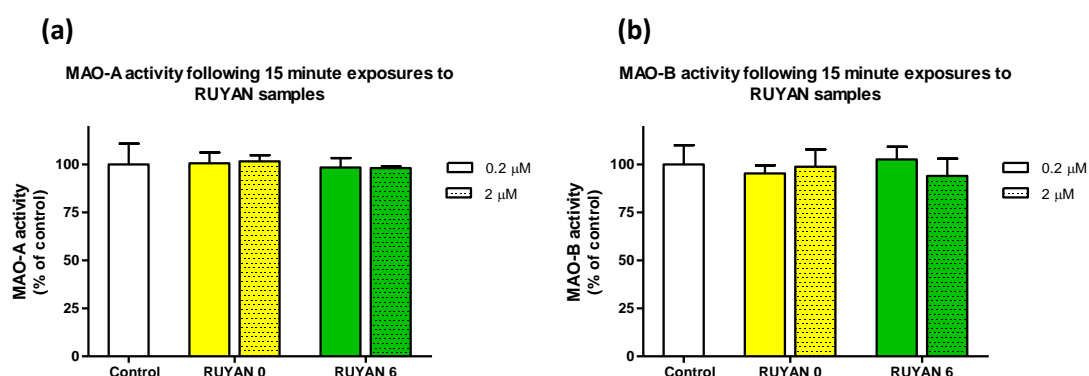 (a)
MAO-A activity following 15 minute exposures to
RUYAN samples
MAO-A activity
(% of control)
100
75
50
25
0
Control
RUYAN 0
RUYAN 6
0.2 μM
2 μM
(b)
MAO-B activity following 15 minute exposures to
RUYAN samples
MAO-B activity
(% of control)
100
75
50
25
0
Control
RUYAN 0
RUYAN 6
0.2 μM
2 μM